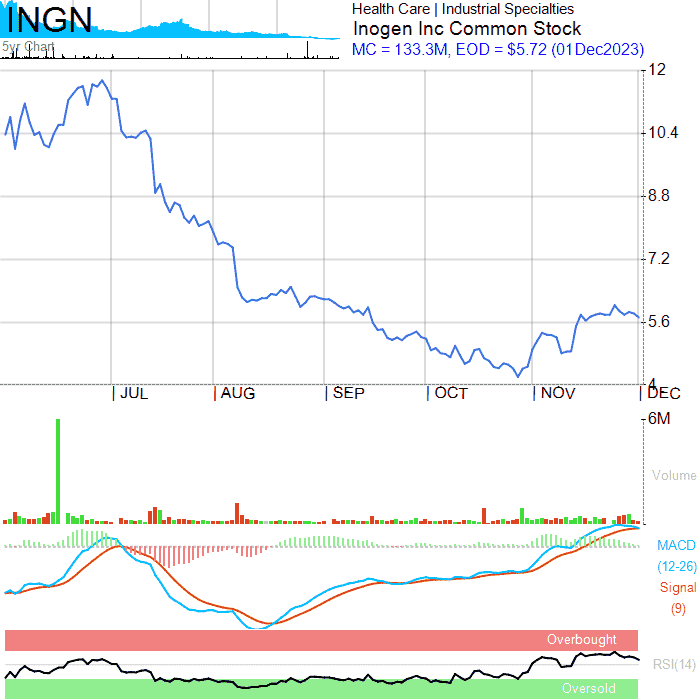 INGN
5yr Chart
Health Care | Industrial Specialties
Inogen Inc Common Stock
MC = 133.3M, EOD = $5.72 (01Dec2023)
12
10.4
8.8
7.2
5.6
4
| JUL | AUG | SEP | OCT | NOV | DEC
6M
Volume
MACD
(12-26)
Signal
(9)
Overbought
RSI(14)
Oversold